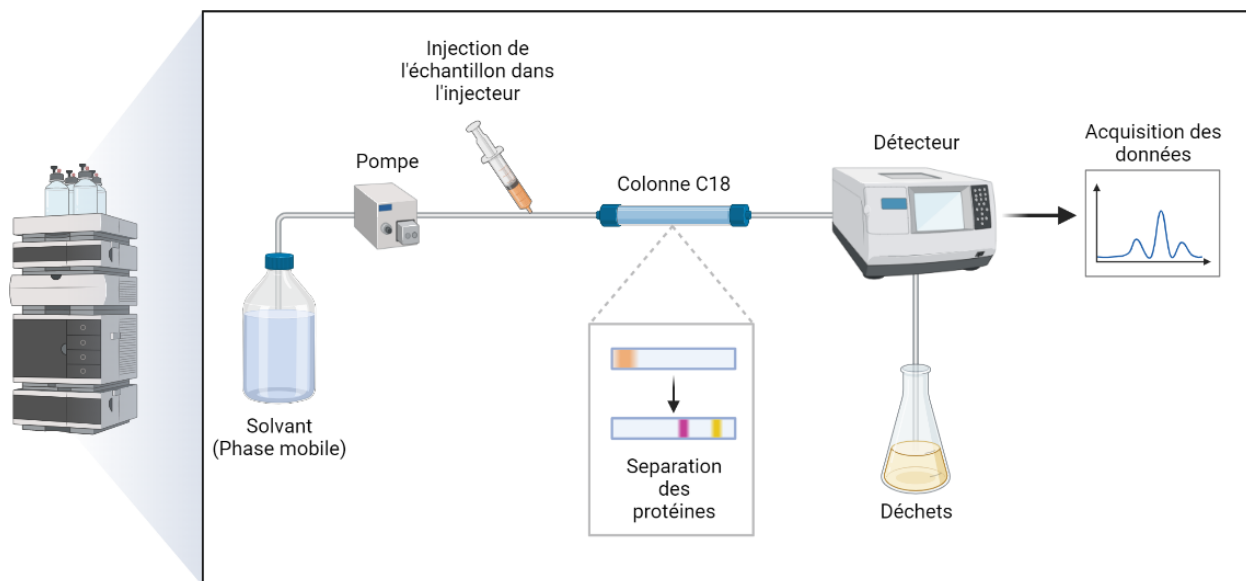 Injection de
l'échantillon dans
l'injecteur
Pompe
Colonne C18
Détecteur
Acquisition des
données
Solvant
(Phase mobile)
Separation
des
protéines
Déchets